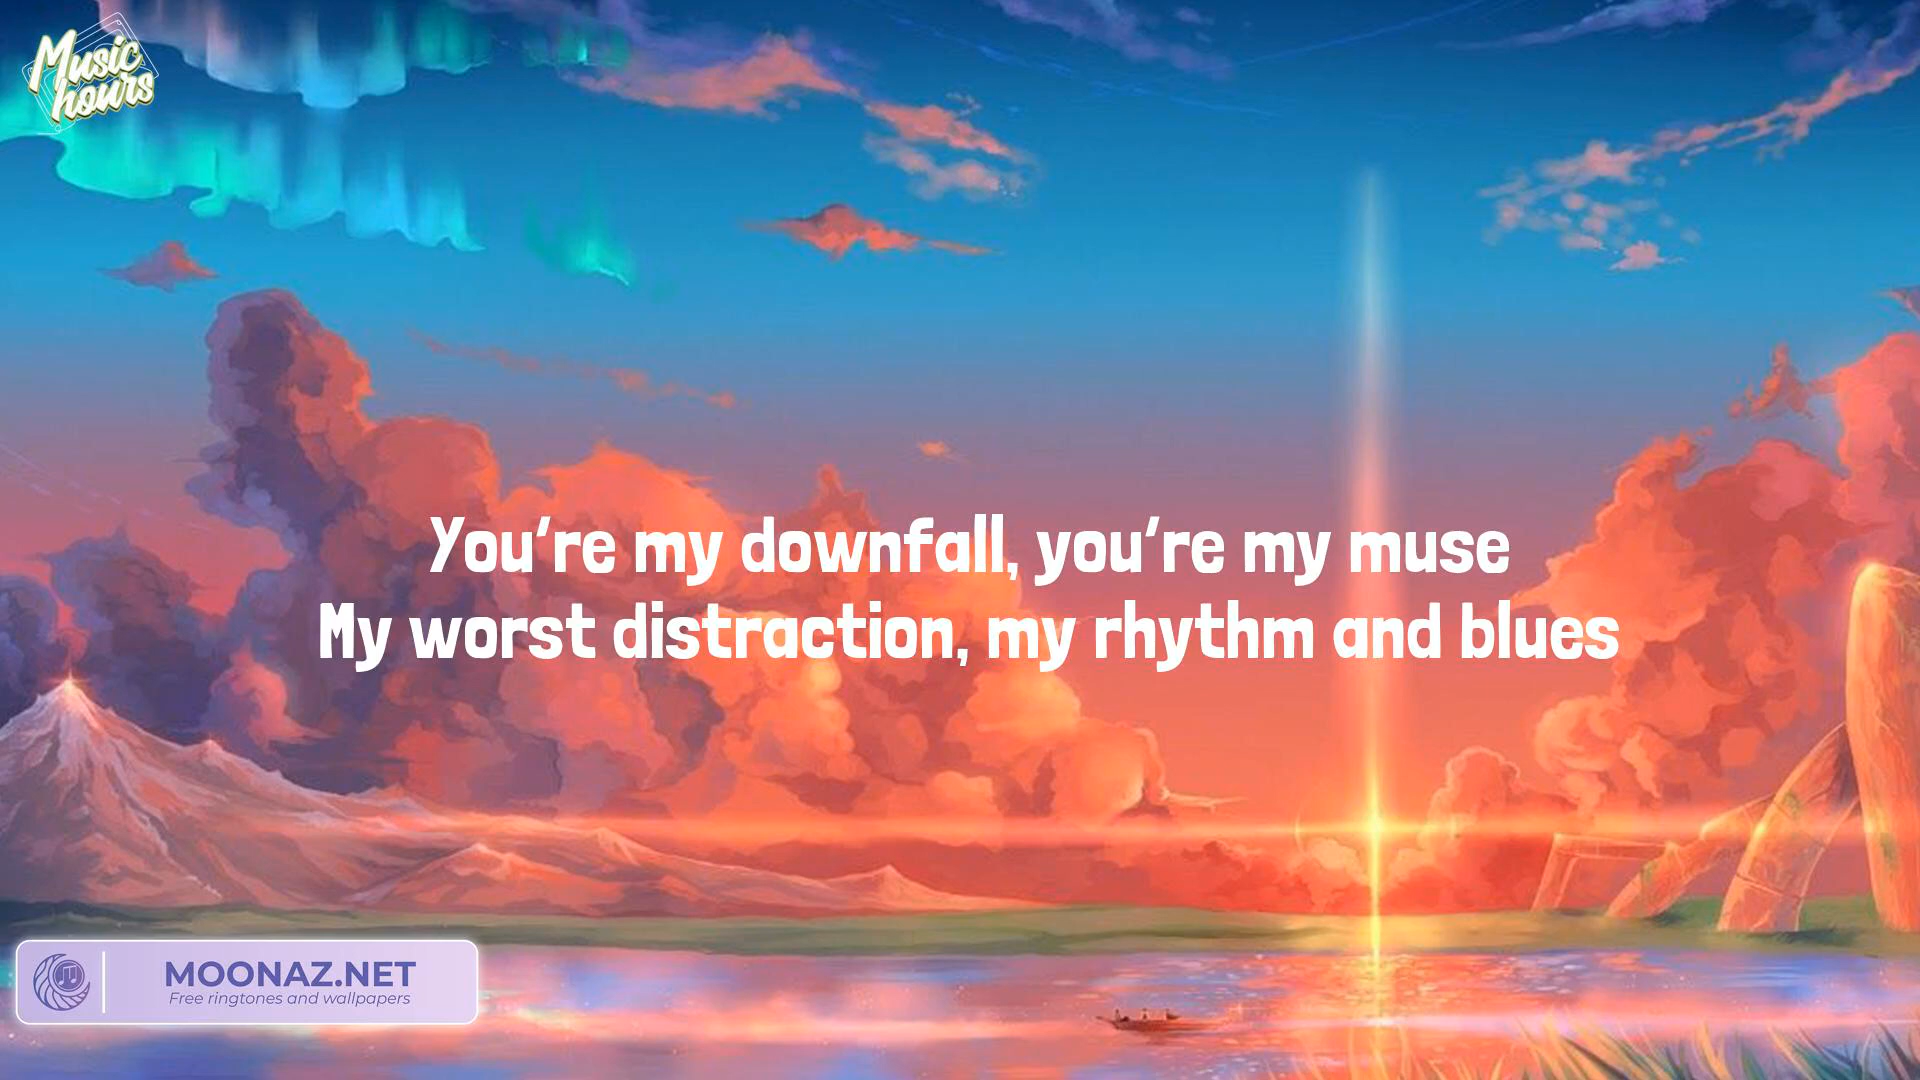 Music
hours
You're my downfall, you're my muse
My worst distraction, my rhythm and blues
MOONAZ.NET
Free ringtones and wallpapers